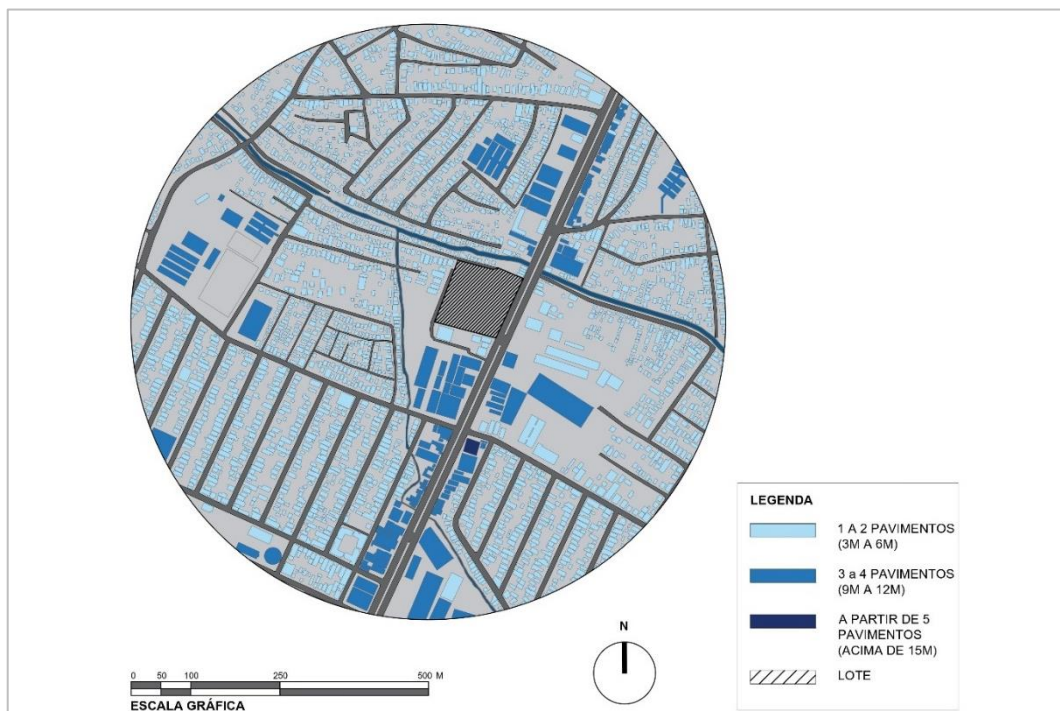 LEGENDA
1 A 2 PAVIMENTOS
(3M A 6M)
3 a 4 PAVIMENTOS
(9M A 12M)
A PARTIR DE 5
PAVIMENTOS
(ACIMA DE 15M)
LOTE
N
0 50 100 250 500 M
ESCALA GRÁFICA